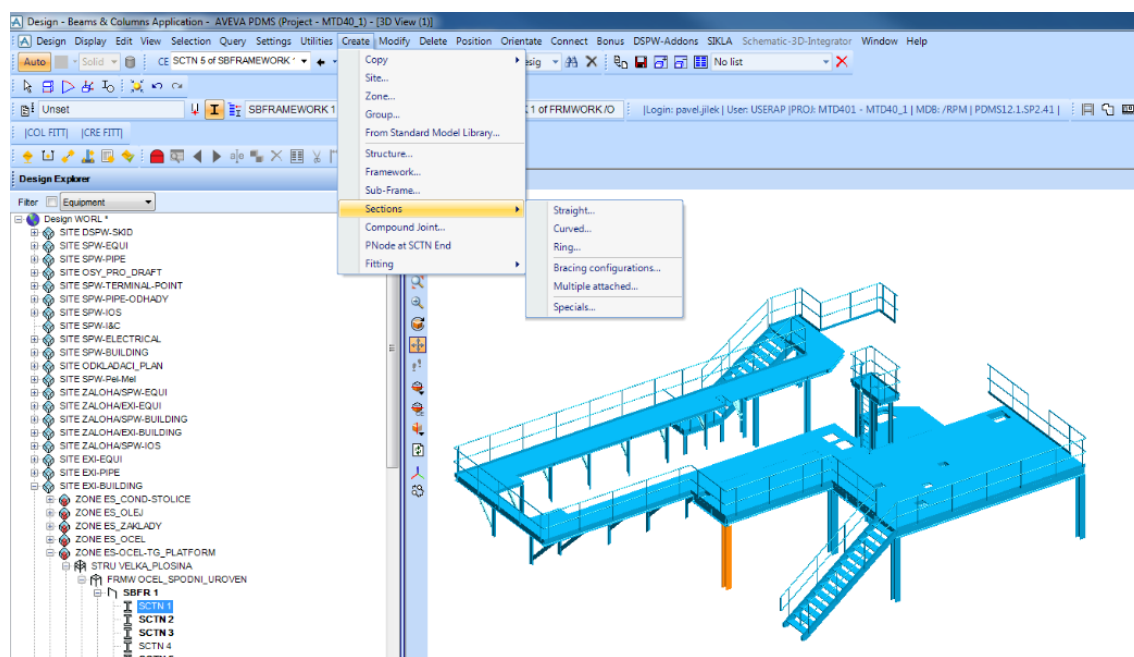 Design - Beams & Columns Application - AVEVA PDMS (Project - MTD40_1) - [3D View (1)]
Design Display Edit View Selection Query Settings Utilities Create Modify Delete Position Orientate Connect Bonus DSPW-Addons SIKLA Schematic-3D-Integrator Window Help
Auto Solid CE SCTN 5 of SBFRAMEWORK esig No list
Unset SBFRAMEWORK 1 1 of FRMWORK /O |Login: pavel.jilek | User: USERAP |PROJ: MTD401 - MTD40_1 | MDB: /RPM | PDMS12.1.SP2.41 |
|COL FITT| |CRE FITT|
Copy
Site...
Zone...
Group...
From Standard Model Library...
Structure...
Framework...
Sub-Frame...
Sections
Compound Joint...
PNode at SCTN End
Fitting
Straight...
Curved...
Ring...
Bracing configurations...
Multiple attached...
Specials...
Design Explorer
Filter Equipment
Design WORL *
SITE DSPW-SKID
SITE SPW-EQUI
SITE SPW-PIPE
SITE OSY_PRO_DRAFT
SITE SPW-TERMINAL-POINT
SITE SPW-PIPE-ODHADY
SITE SPW-IOS
SITE SPW-I&C
SITE SPW-ELECTRICAL
SITE SPW-BUILDING
SITE ODKLADACI_PLAN
SITE SPW-Pel-Mel
SITE ZALOHA/SPW-EQUI
SITE ZALOHA/EXI-EQUI
SITE ZALOHA/SPW-BUILDING
SITE ZALOHA/EXI-BUILDING
SITE ZALOHA/SPW-IOS
SITE EXI-EQUI
SITE EXI-PIPE
SITE EXI-BUILDING
ZONE ES_COND-STOLICE
ZONE ES_OLEJ
ZONE ES_ZAKLADY
ZONE ES_OCEL
ZONE ES-OCEL-TG_PLATFORM
STRU VELKA_PLOSINA
FRMW OCEL_SPODNI_UROVEN
SBFR 1
SCTN 1
SCTN 2
SCTN 3
SCTN 4